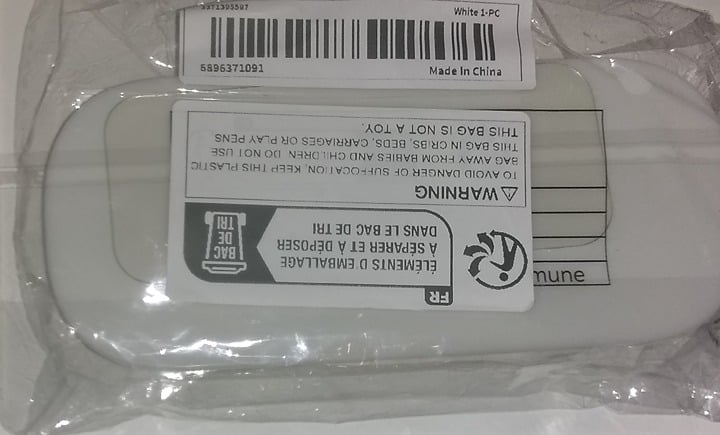 White 1-PC
6896371091
Made In China
FR
ÉLÉMENTS D'EMBALLAGE
À SÉPARER ET À DÉPOSER
DANS LE BAC DE TRI
BAC
DE
TRI
WARNING
TO AVOID DANGER OF SUFFOCATION, KEEP THIS PLASTIC
BAG AWAY FROM BABIES AND CHILDREN. DO NOT USE
THIS BAG IN CRIBS, BEDS, CARRIAGES OR PLAY PENS
THIS BAG IS NOT A TOY.
mune